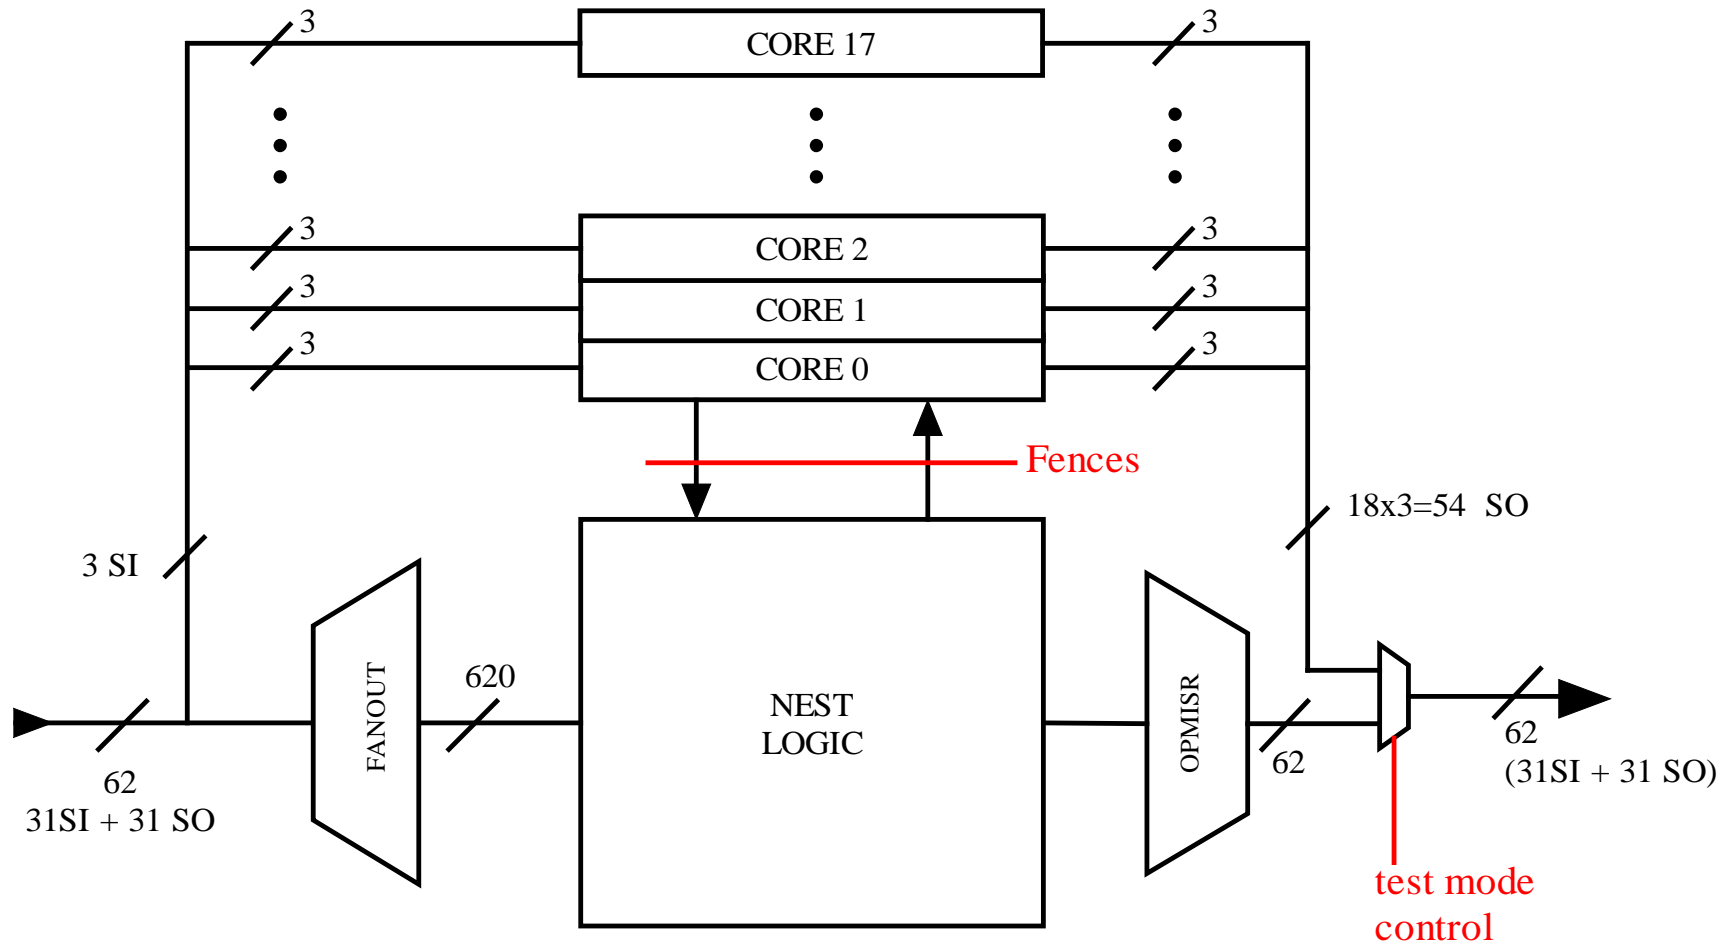 3
CORE 17
3
3
CORE 2
3
3
CORE 1
3
3
CORE 0
3
Fences
18x3=54 SO
3 SI
FANOUT
620
NEST
LOGIC
OPMISR
62
62
31SI + 31 SO
62
(31SI + 31 SO)
test mode
control